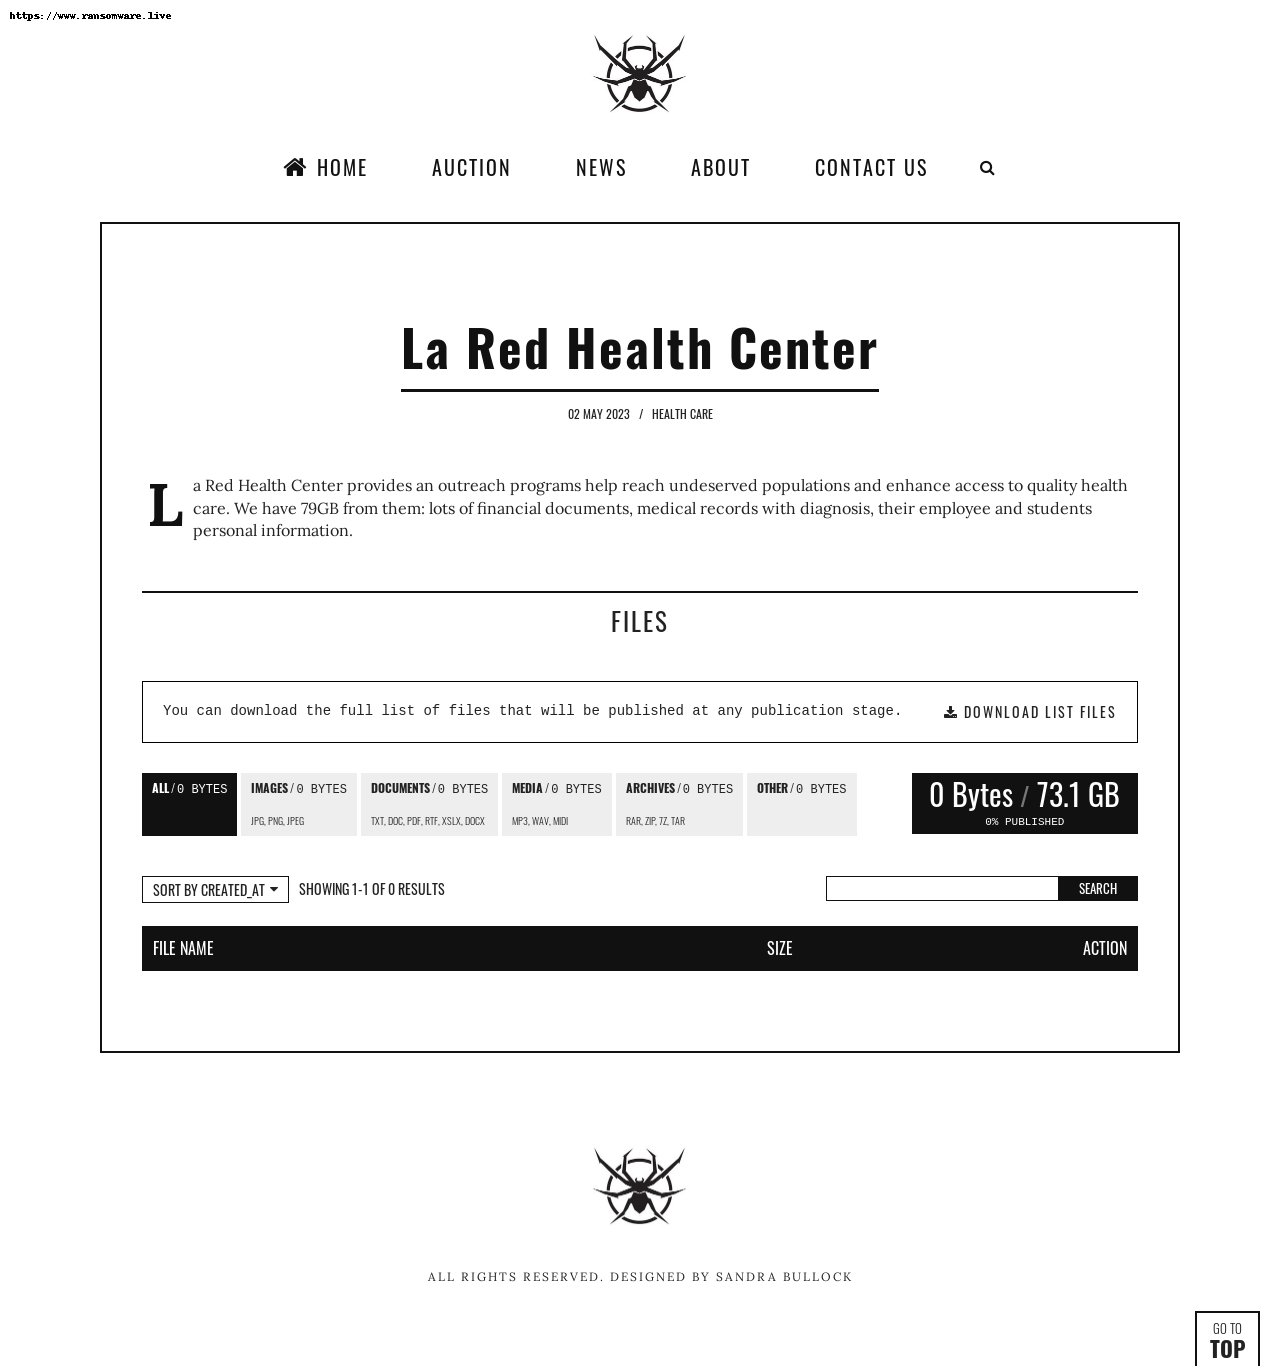 https://www.ransomware.live
HOME AUCTION NEWS ABOUT CONTACT US
La Red Health Center
02 MAY 2023 / HEALTH CARE
La Red Health Center provides an outreach programs help reach undeserved populations and enhance access to quality health
care. We have 79GB from them: lots of financial documents, medical records with diagnosis, their employee and students
personal information.
FILES
You can download the full list of files that will be published at any publication stage. DOWNLOAD LIST FILES
ALL / 0 BYTES IMAGES / 0 BYTES DOCUMENTS / 0 BYTES MEDIA / 0 BYTES ARCHIVES / 0 BYTES OTHER / 0 BYTES 0 Bytes / 73.1 GB
JPG, PNG, JPEG TXT, DOC, PDF, RTF, XSLX, DOCX MP3, WAV, MIDI RAR, ZIP, 7Z, TAR 0% PUBLISHED
SORT BY CREATED_AT SHOWING 1-1 OF 0 RESULTS SEARCH
FILE NAME SIZE ACTION
ALL RIGHTS RESERVED. DESIGNED BY SANDRA BULLOCK
GO TO
TOP